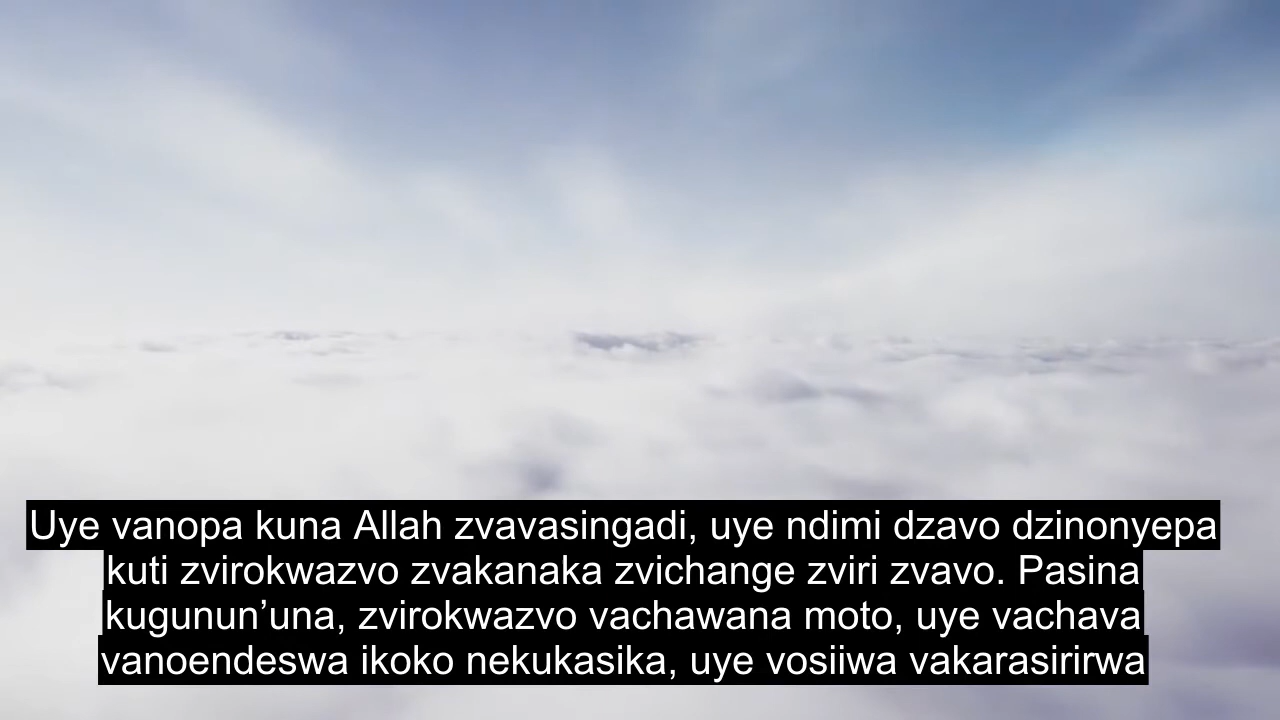 Uye vanopa kuna Allah zvavasingadi, uye ndimi dzavo dzinonyepa
kuti zvirokwazvo zvakanaka zvichange zviri zvavo. Pasina
kugunun’una, zvirokwazvo vachawana moto, uye vachava
vanoendeswa ikoko nekukasika, uye vosiiwa vakarasirirwa